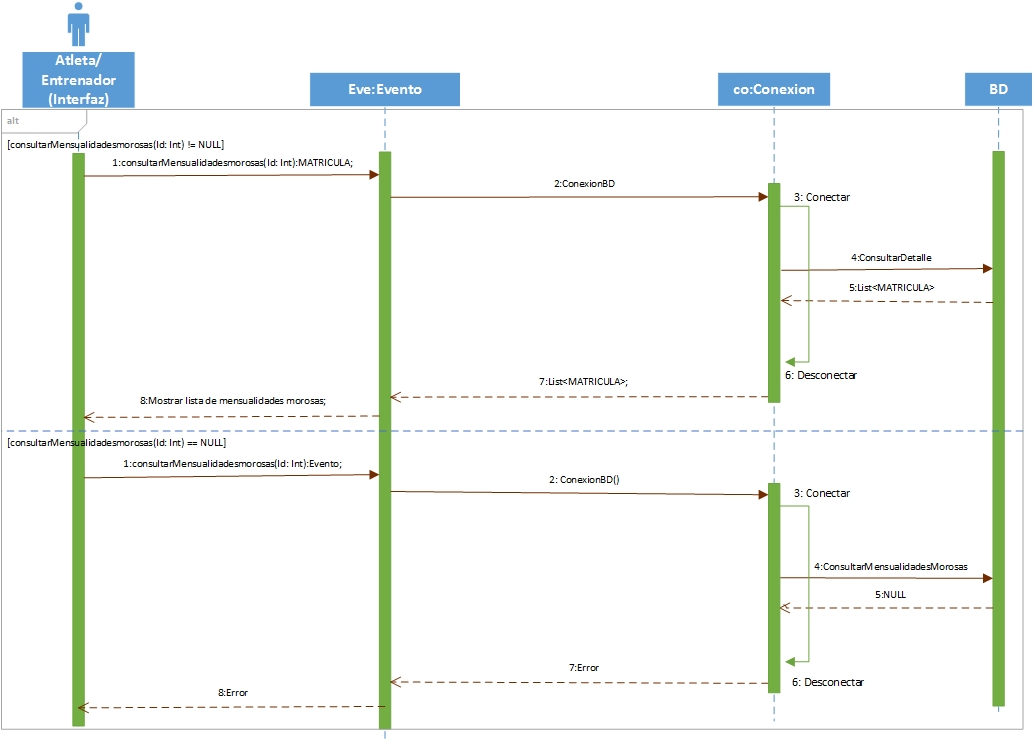 Atleta/
Entrenador
(Interfaz)
Eve:Evento
co:Conexion
BD
alt
[consultarMensualidadesmorosas(Id: Int) != NULL]
1:consultarMensualidadesmorosas(Id: Int):MATRICULA;
2:ConexionBD
3: Conectar
4:ConsultarDetalle
5:List<MATRICULA>
6: Desconectar
7:List<MATRICULA>;
8:Mostrar lista de mensualidades morosas;
[consultarMensualidadesmorosas(Id: Int) == NULL]
1:consultarMensualidadesmorosas(Id: Int):Evento;
2: ConexionBD()
3: Conectar
4:ConsultarMensualidadesMorosas
5:NULL
7:Error
6: Desconectar
8:Error